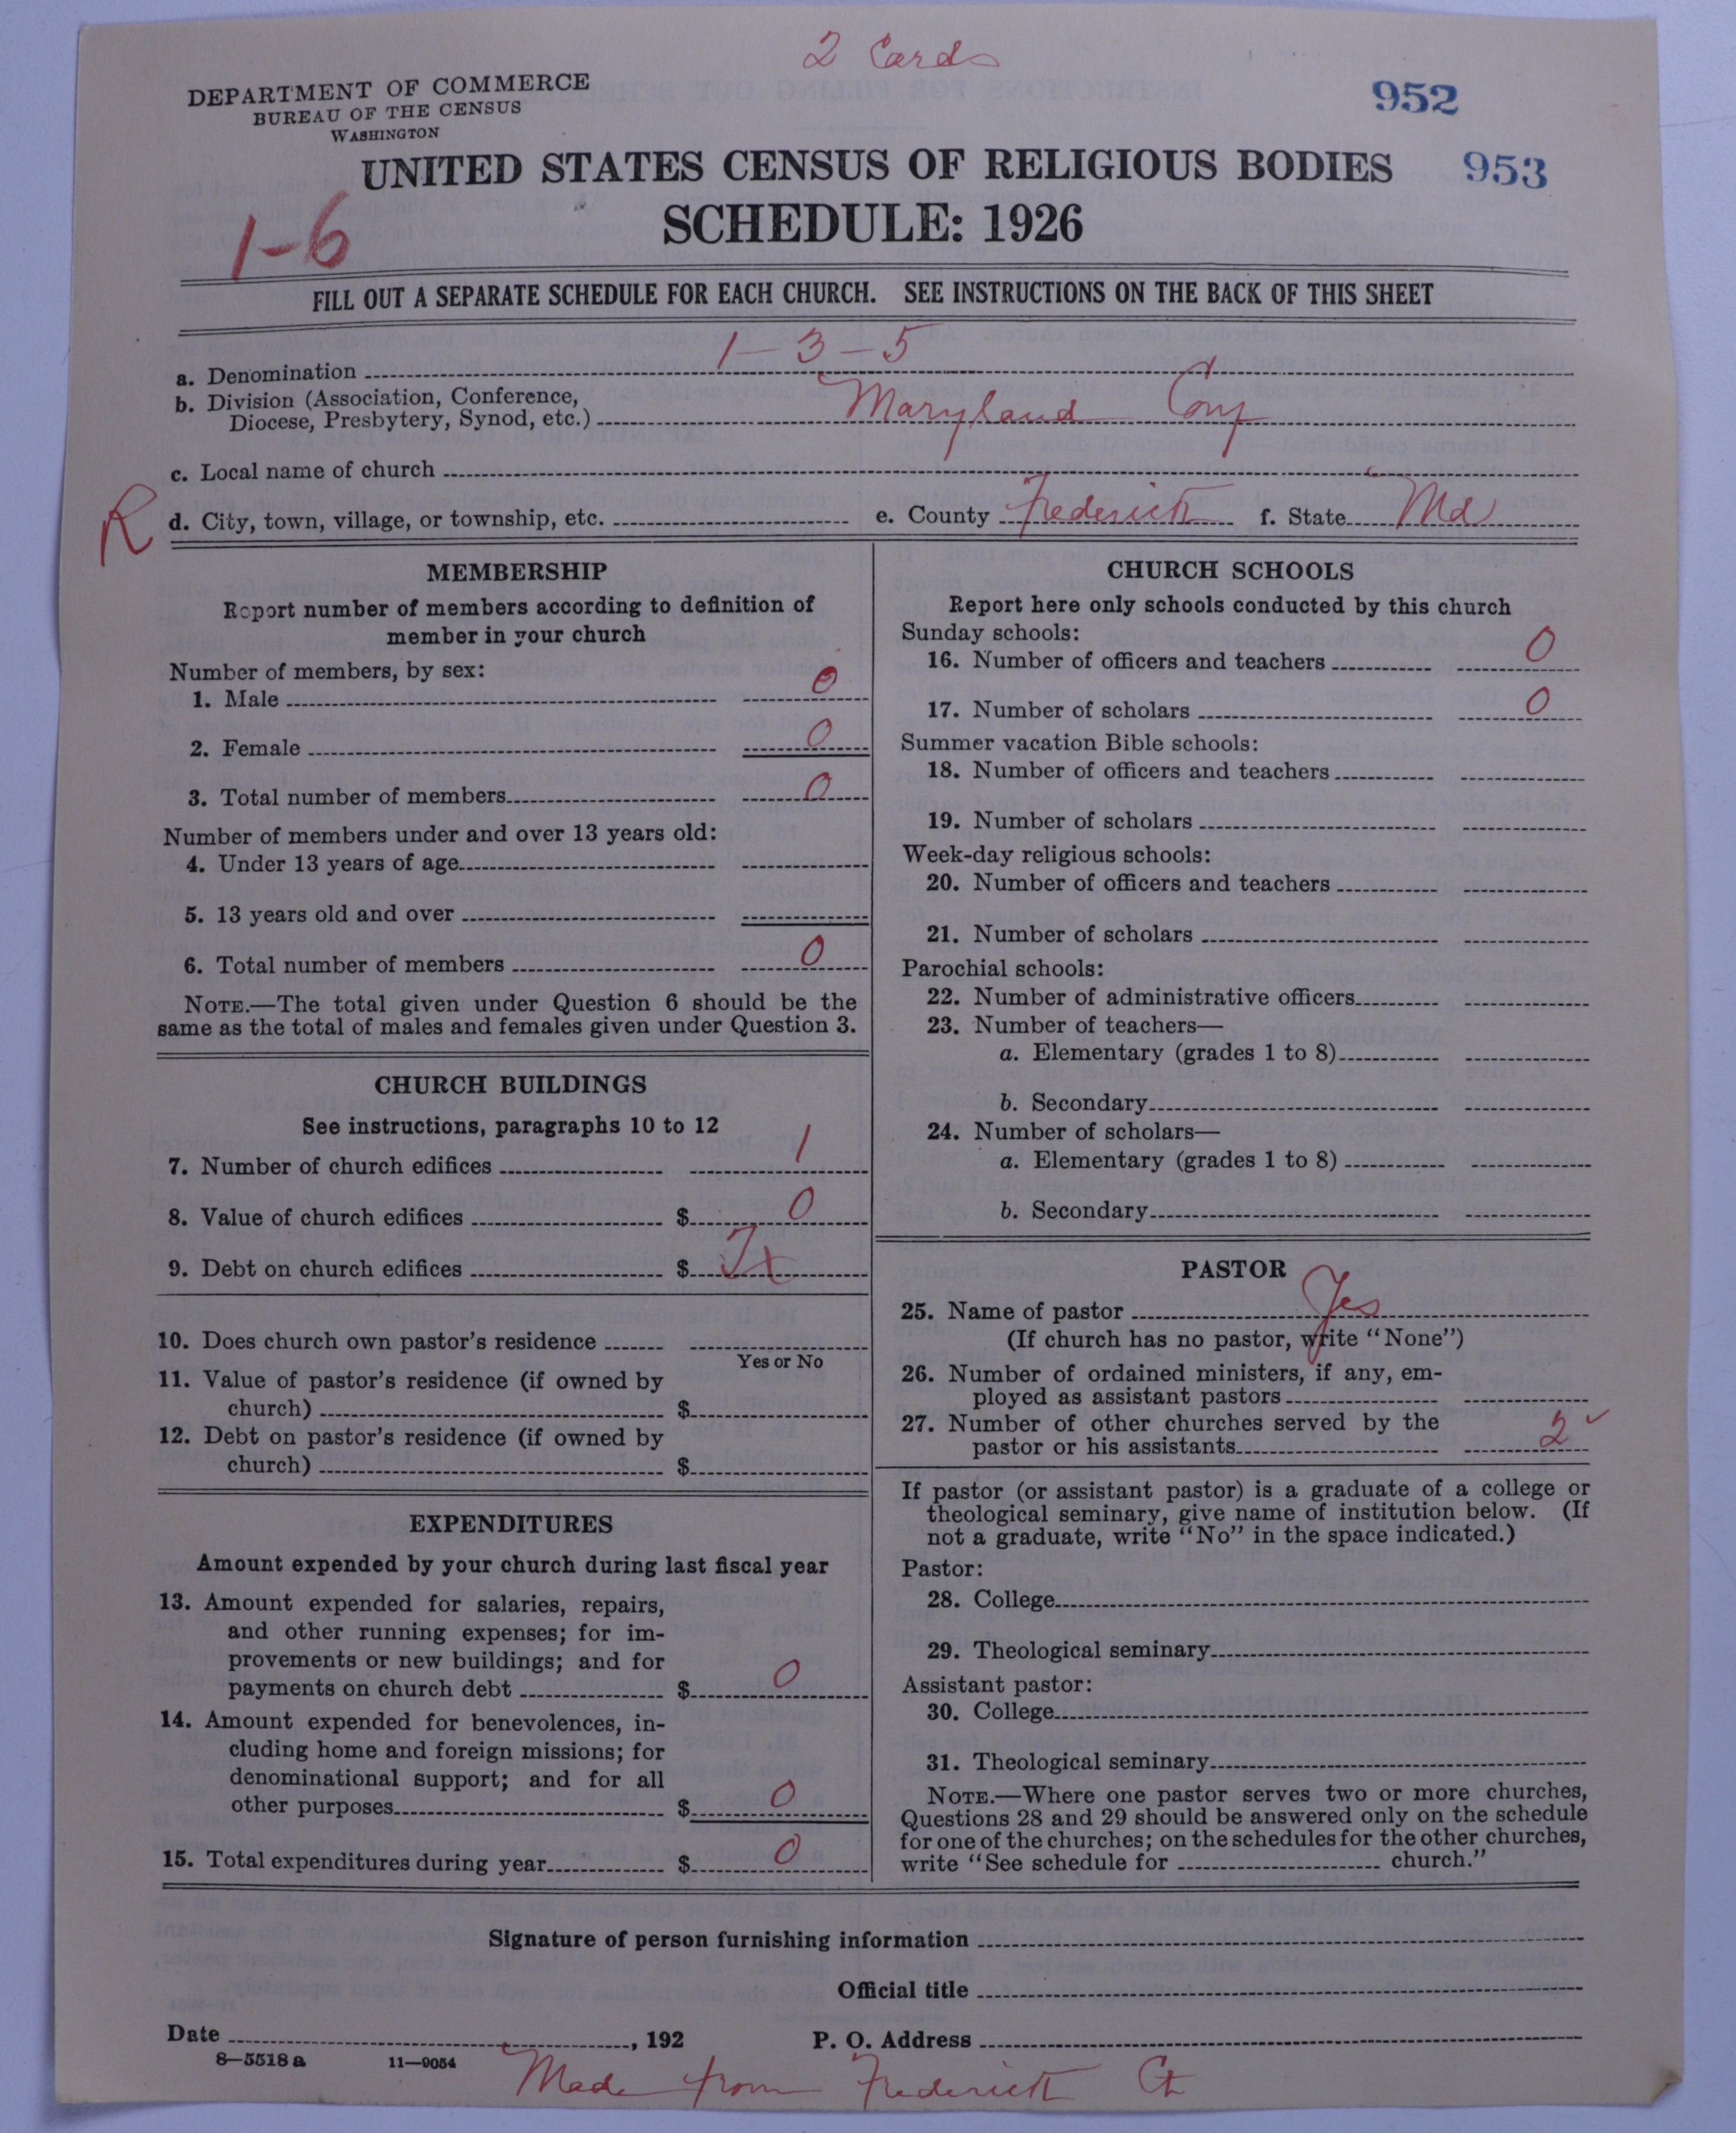 2 Cards
DEPARTMENT OF COMMERCE
BUREAU OF THE CENSUS
WASHINGTON
952
UNITED STATES CENSUS OF RELIGIOUS BODIES
953
SCHEDULE: 1926
1-6
FILL OUT A SEPARATE SCHEDULE FOR EACH CHURCH. SEE INSTRUCTIONS ON THE BACK OF THIS SHEET
a. Denomination 1-3-5
b. Division (Association, Conference,
Diocese, Presbytery, Synod, etc.) Maryland Conf
c. Local name of church
R
d. City, town, village, or township, etc. e. County Frederick f. State Md
MEMBERSHIP
Report number of members according to definition of
member in your church
Number of members, by sex:
1. Male 0
2. Female 0
3. Total number of members 0
Number of members under and over 13 years old:
4. Under 13 years of age
5. 13 years old and over
6. Total number of members 0
NOTE.—The total given under Question 6 should be the
same as the total of males and females given under Question 3.
CHURCH BUILDINGS
See instructions, paragraphs 10 to 12
7. Number of church edifices 1
8. Value of church edifices $ 0
9. Debt on church edifices $
10. Does church own pastor's residence
Yes or No
11. Value of pastor's residence (if owned by
church) $
12. Debt on pastor's residence (if owned by
church) $
EXPENDITURES
Amount expended by your church during last fiscal year
13. Amount expended for salaries, repairs,
and other running expenses; for im-
provements or new buildings; and for
payments on church debt $ 0
14. Amount expended for benevolences, in-
cluding home and foreign missions; for
denominational support; and for all
other purposes $ 0
15. Total expenditures during year $ 0
CHURCH SCHOOLS
Report here only schools conducted by this church
Sunday schools:
16. Number of officers and teachers 0
17. Number of scholars 0
Summer vacation Bible schools:
18. Number of officers and teachers
19. Number of scholars
Week-day religious schools:
20. Number of officers and teachers
21. Number of scholars
Parochial schools:
22. Number of administrative officers
23. Number of teachers—
a. Elementary (grades 1 to 8)
b. Secondary
24. Number of scholars—
a. Elementary (grades 1 to 8)
b. Secondary
PASTOR
25. Name of pastor Yes
(If church has no pastor, write "None")
26. Number of ordained ministers, if any, em-
ployed as assistant pastors
27. Number of other churches served by the
pastor or his assistants 2 ✓
If pastor (or assistant pastor) is a graduate of a college or
theological seminary, give name of institution below. (If
not a graduate, write "No" in the space indicated.)
Pastor:
28. College
29. Theological seminary
Assistant pastor:
30. College
31. Theological seminary
NOTE.—Where one pastor serves two or more churches,
Questions 28 and 29 should be answered only on the schedule
for one of the churches; on the schedules for the other churches,
write "See schedule for church."
Signature of person furnishing information
Official title
Date , 192 P. O. Address
8—5518a 11—9054
Made from Frederick Ct